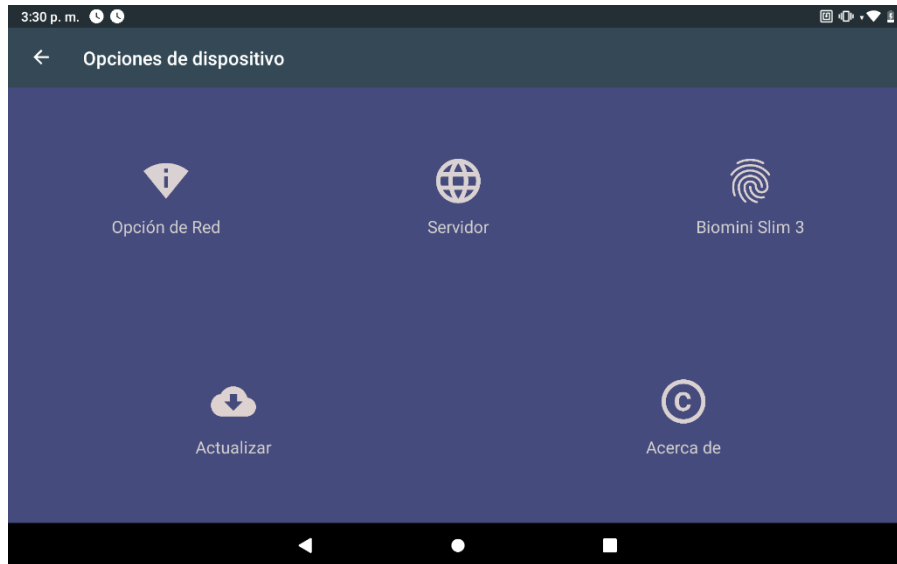 3:30 p. m.
Opciones de dispositivo
Opción de Red
Servidor
Biomini Slim 3
Actualizar
C
Acerca de